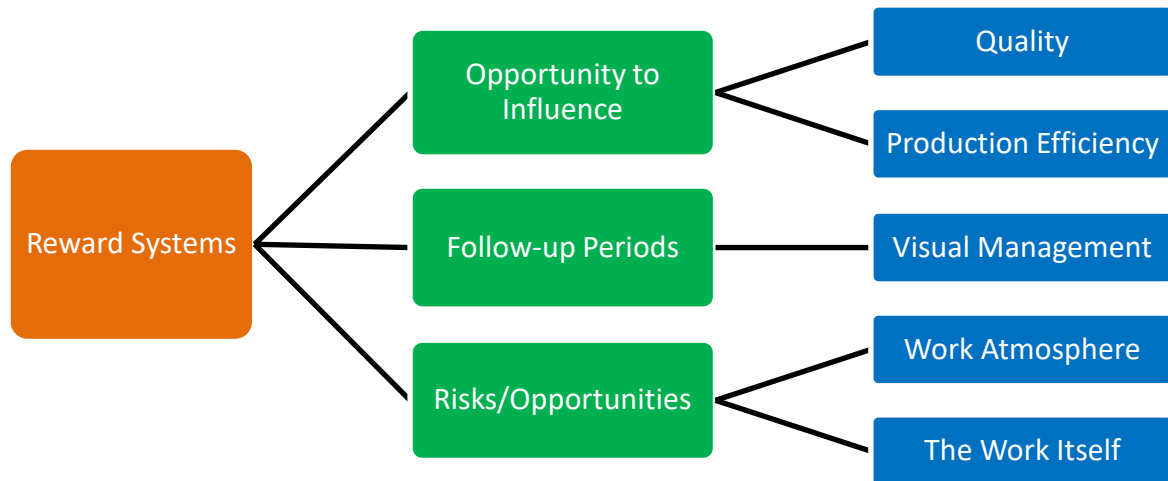 Reward Systems
Opportunity to
Influence
Follow-up Periods
Risks/Opportunities
Quality
Production Efficiency
Visual Management
Work Atmosphere
The Work Itself